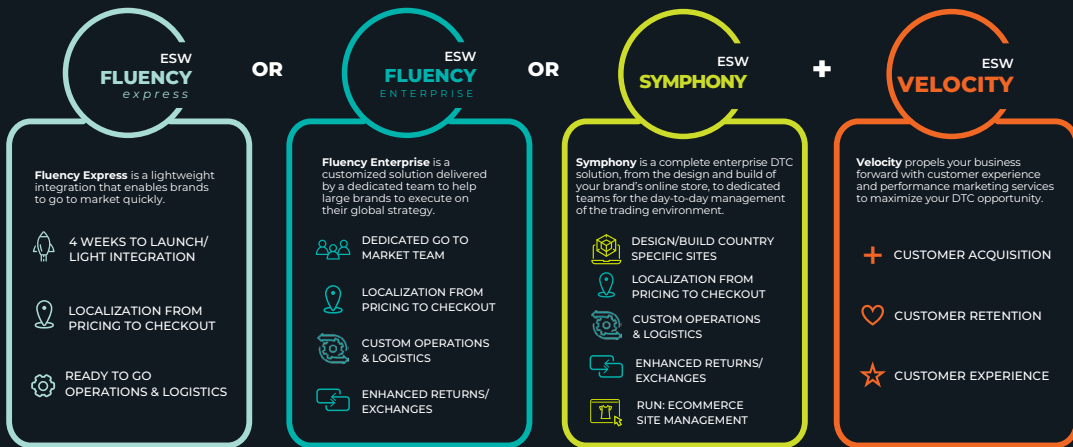 ESW
FLUENCY
express
Fluency Express is a lightweight
integration that enables brands
to go to market quickly.
4 WEEKS TO LAUNCH/
LIGHT INTEGRATION
LOCALIZATION FROM
PRICING TO CHECKOUT
READY TO GO
OPERATIONS & LOGISTICS
OR
ESW
FLUENCY
ENTERPRISE
Fluency Enterprise is a
customized solution delivered
by a dedicated team to help
large brands to execute on
their global strategy.
DEDICATED GO TO
MARKET TEAM
LOCALIZATION FROM
PRICING TO CHECKOUT
CUSTOM OPERATIONS
& LOGISTICS
ENHANCED RETURNS/
EXCHANGES
OR
ESW
SYMPHONY
Symphony is a complete enterprise DTC
solution, from the design and build of
your brand's online store, to dedicated
teams for the day-to-day management
of the trading environment.
DESIGN/BUILD COUNTRY
SPECIFIC SITES
LOCALIZATION FROM
PRICING TO CHECKOUT
CUSTOM OPERATIONS
& LOGISTICS
ENHANCED RETURNS/
EXCHANGES
RUN: ECOMMERCE
SITE MANAGEMENT
+
ESW
VELOCITY
Velocity propels your business
forward with customer experience
and performance marketing services
to maximize your DTC opportunity.
CUSTOMER ACQUISITION
CUSTOMER RETENTION
CUSTOMER EXPERIENCE